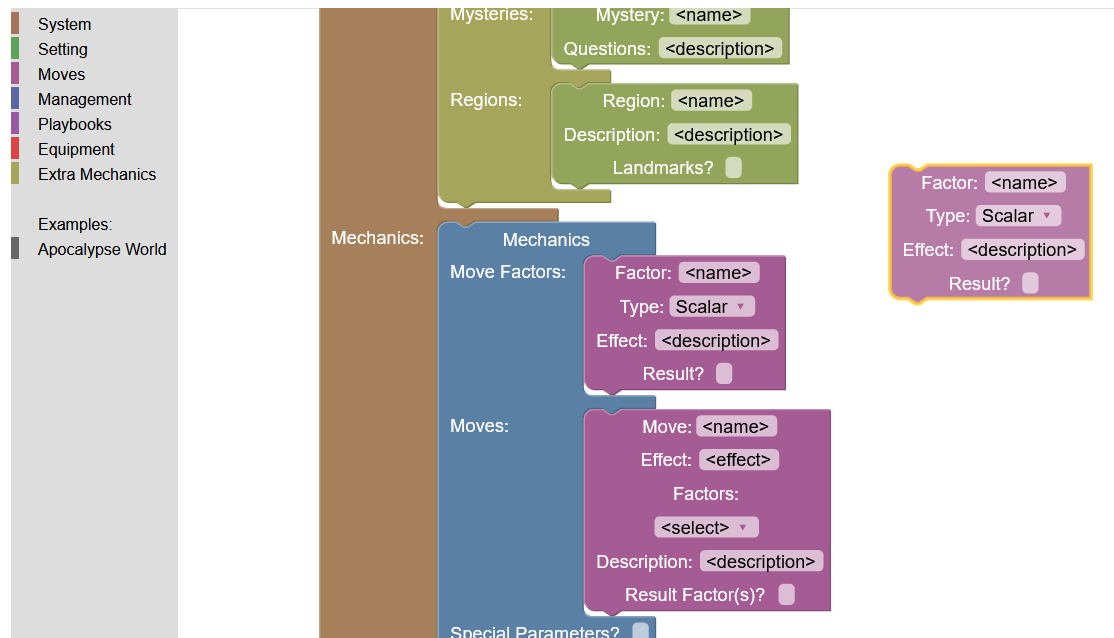 System
Setting
Moves
Management
Playbooks
Equipment
Extra Mechanics
Examples:
Apocalypse World
Mysteries:
Mystery: <name>
Questions: <description>
Regions:
Region: <name>
Description: <description>
Landmarks?
Mechanics:
Mechanics
Move Factors:
Factor: <name>
Type: Scalar
Effect: <description>
Result?
Moves:
Move: <name>
Effect: <effect>
Factors:
<select>
Description: <description>
Result Factor(s)?
Special Parameters?
Factor: <name>
Type: Scalar
Effect: <description>
Result?